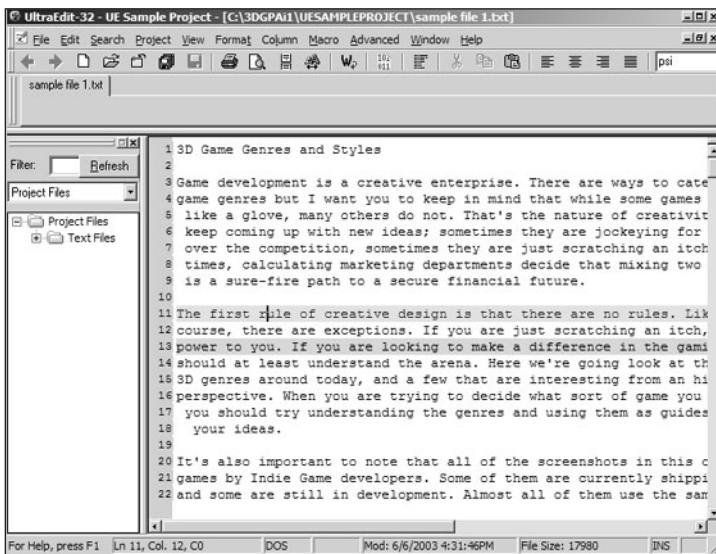 UltraEdit-32 - UE Sample Project - [C:\3DGPAi1\UESAMPLEPROJECT\sample file 1.txt]
File Edit Search Project View Format Column Macro Advanced Window Help
psi
sample file 1.txt
Filter: Refresh
Project Files
Project Files
Text Files
1 3D Game Genres and Styles
2
3 Game development is a creative enterprise. There are ways to cate
4 game genres but I want you to keep in mind that while some games
5 like a glove, many others do not. That's the nature of creativit
6 keep coming up with new ideas; sometimes they are jockeying for
7 over the competition, sometimes they are just scratching an itch
8 times, calculating marketing departments decide that mixing two
9 is a sure-fire path to a secure financial future.
10
11 The first rule of creative design is that there are no rules. Lik
12 course, there are exceptions. If you are just scratching an itch,
13 power to you. If you are looking to make a difference in the gami
14 should at least understand the arena. Here we're going look at th
15 3D genres around today, and a few that are interesting from an hi
16 perspective. When you are trying to decide what sort of game you
17 you should try understanding the genres and using them as guides
18 your ideas.
19
20 It's also important to note that all of the screenshots in this c
21 games by Indie Game developers. Some of them are currently shippi
22 and some are still in development. Almost all of them use the sam
For Help, press F1 Ln 11, Col. 12, C0 DOS Mod: 6/6/2003 4:31:46PM File Size: 17980 INS